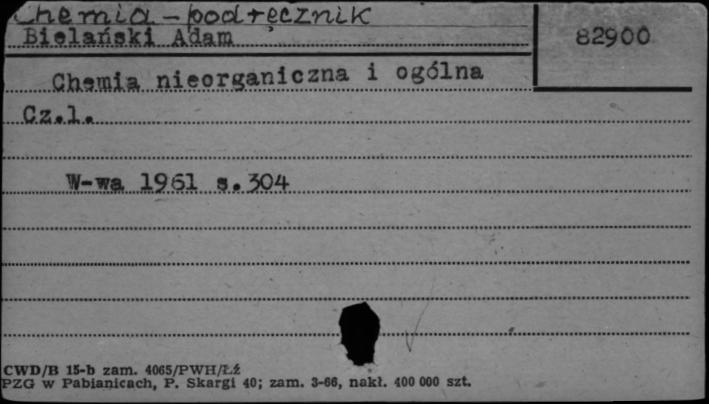 Chemia - podręcznik
Bielański Adam
82900
Chemia nieorganiczna i ogólna
Cz.1.
W-wa 1961 s.304
CWD/B 15-b zam. 4065/PWH/Łź
PZG w Pabianicach, P. Skargi 40; zam. 3-66, nakł. 400 000 szt.